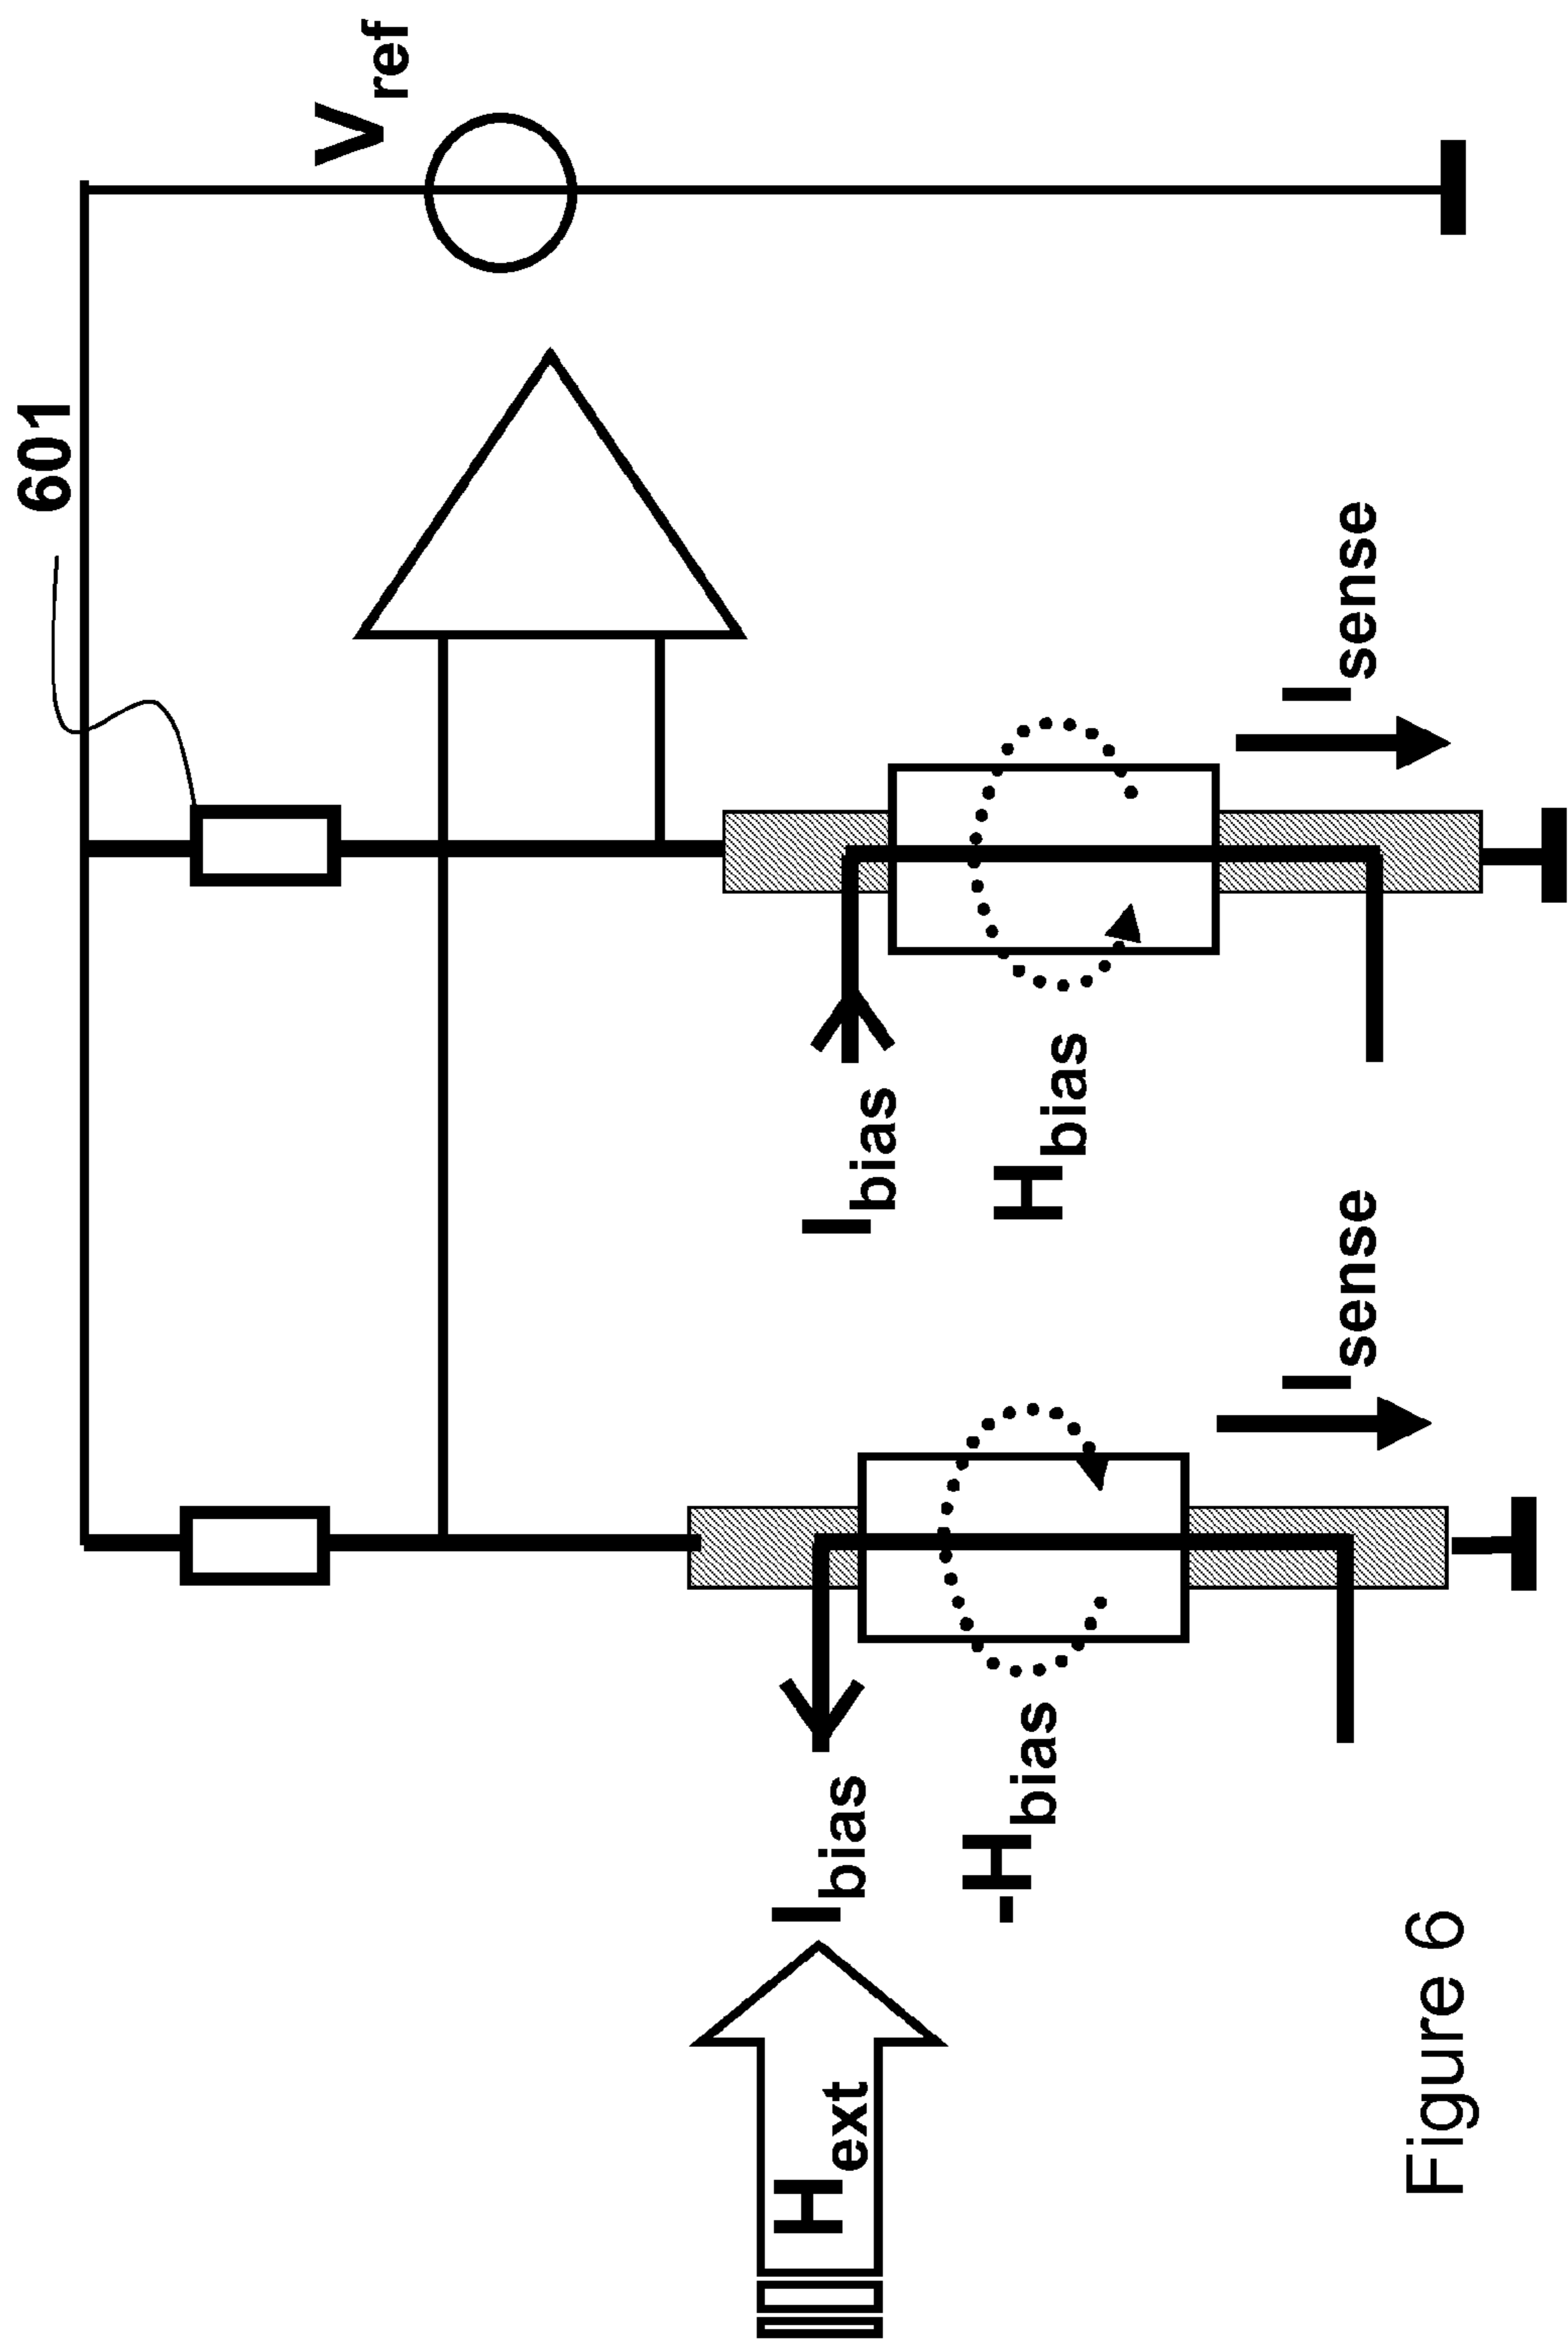 601
V_ref
I_bias
H_bias
I_sense
I_bias
-H_bias
I_sense
H_ext
Figure 6